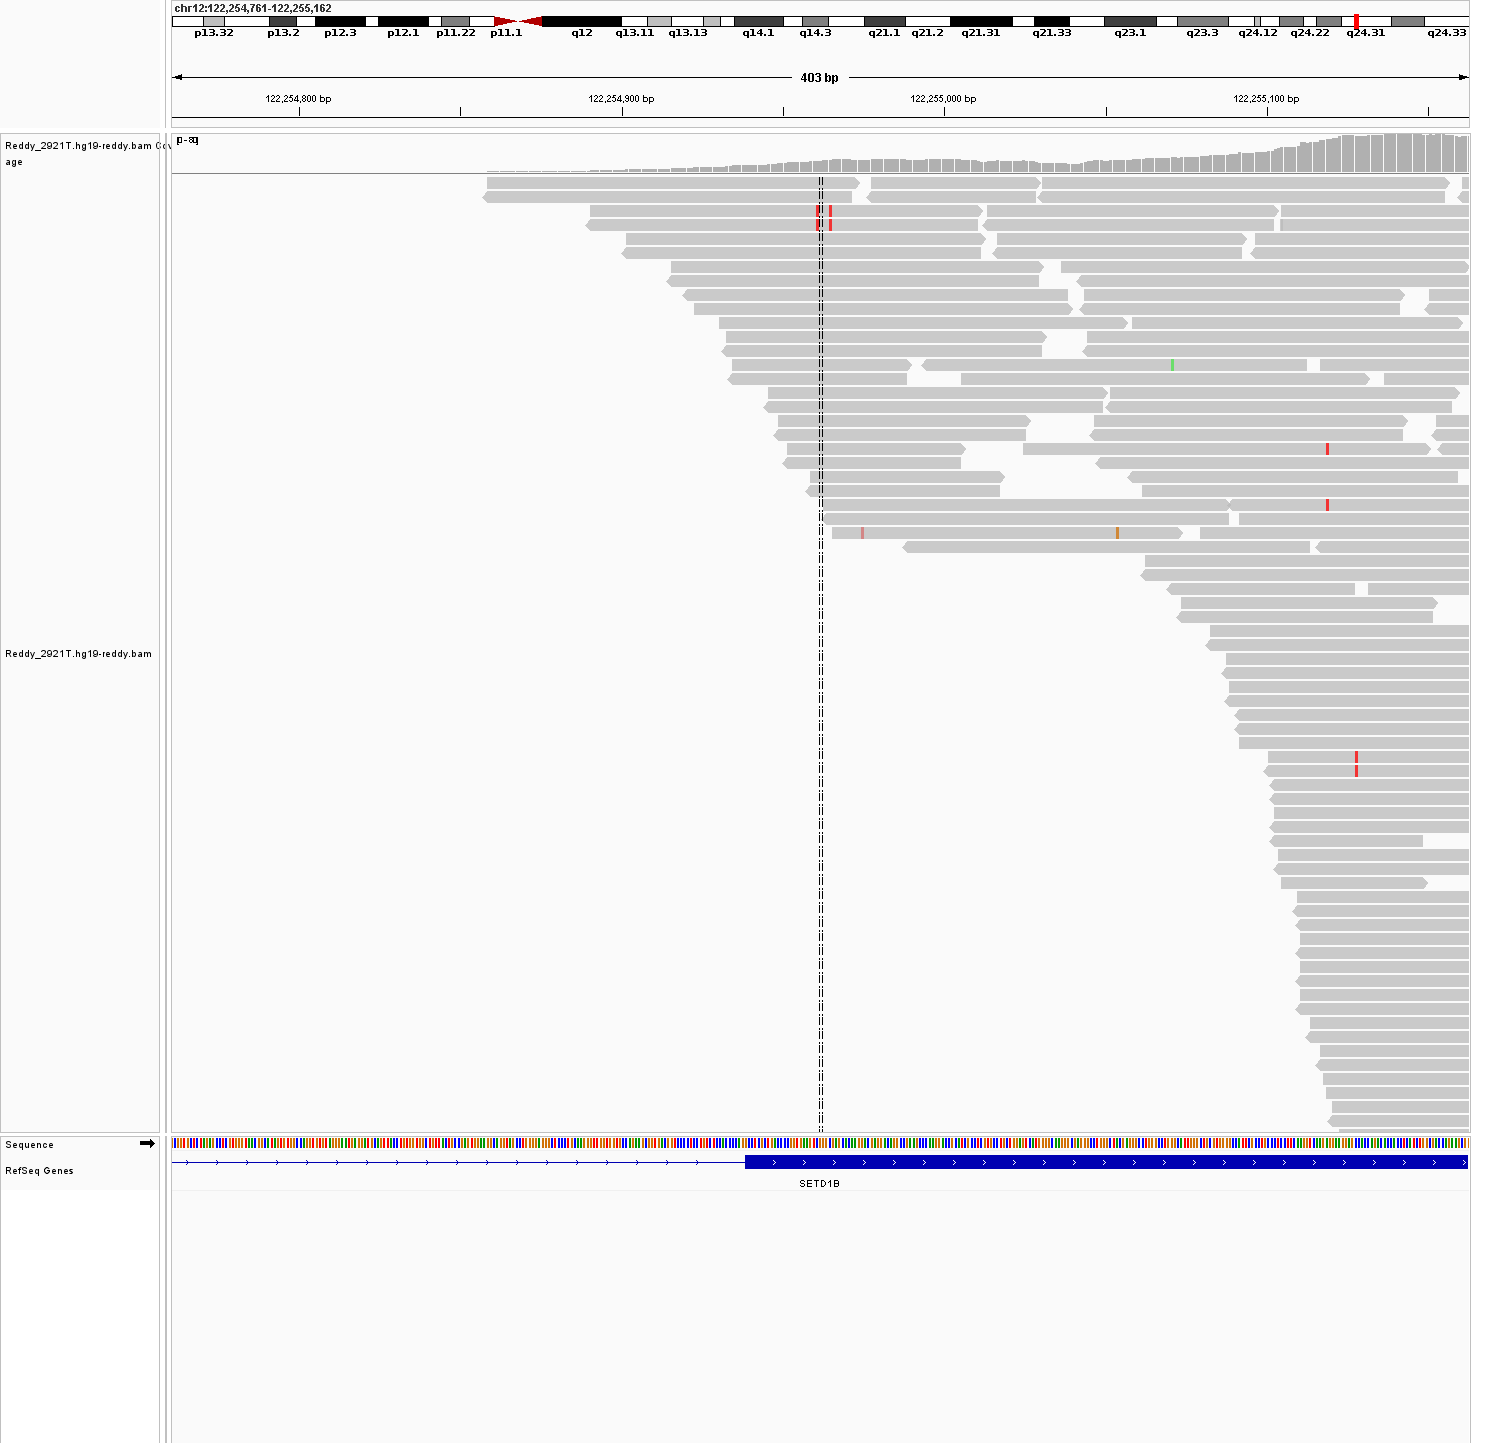 chr12:122,254,761-122,255,162
p13.32 p13.2 p12.3 p12.1 p11.22 p11.1 q12 q13.11 q13.13 q14.1 q14.3 q21.1 q21.2 q21.31 q21.33 q23.1 q23.3 q24.12 q24.22 q24.31 q24.33
403 bp
122,254,800 bp 122,254,900 bp 122,255,000 bp 122,255,100 bp
Reddy_2921T.hg19-reddy.bam Cov
age
[0 - 80]
Reddy_2921T.hg19-reddy.bam
Sequence
RefSeq Genes
SETD1B